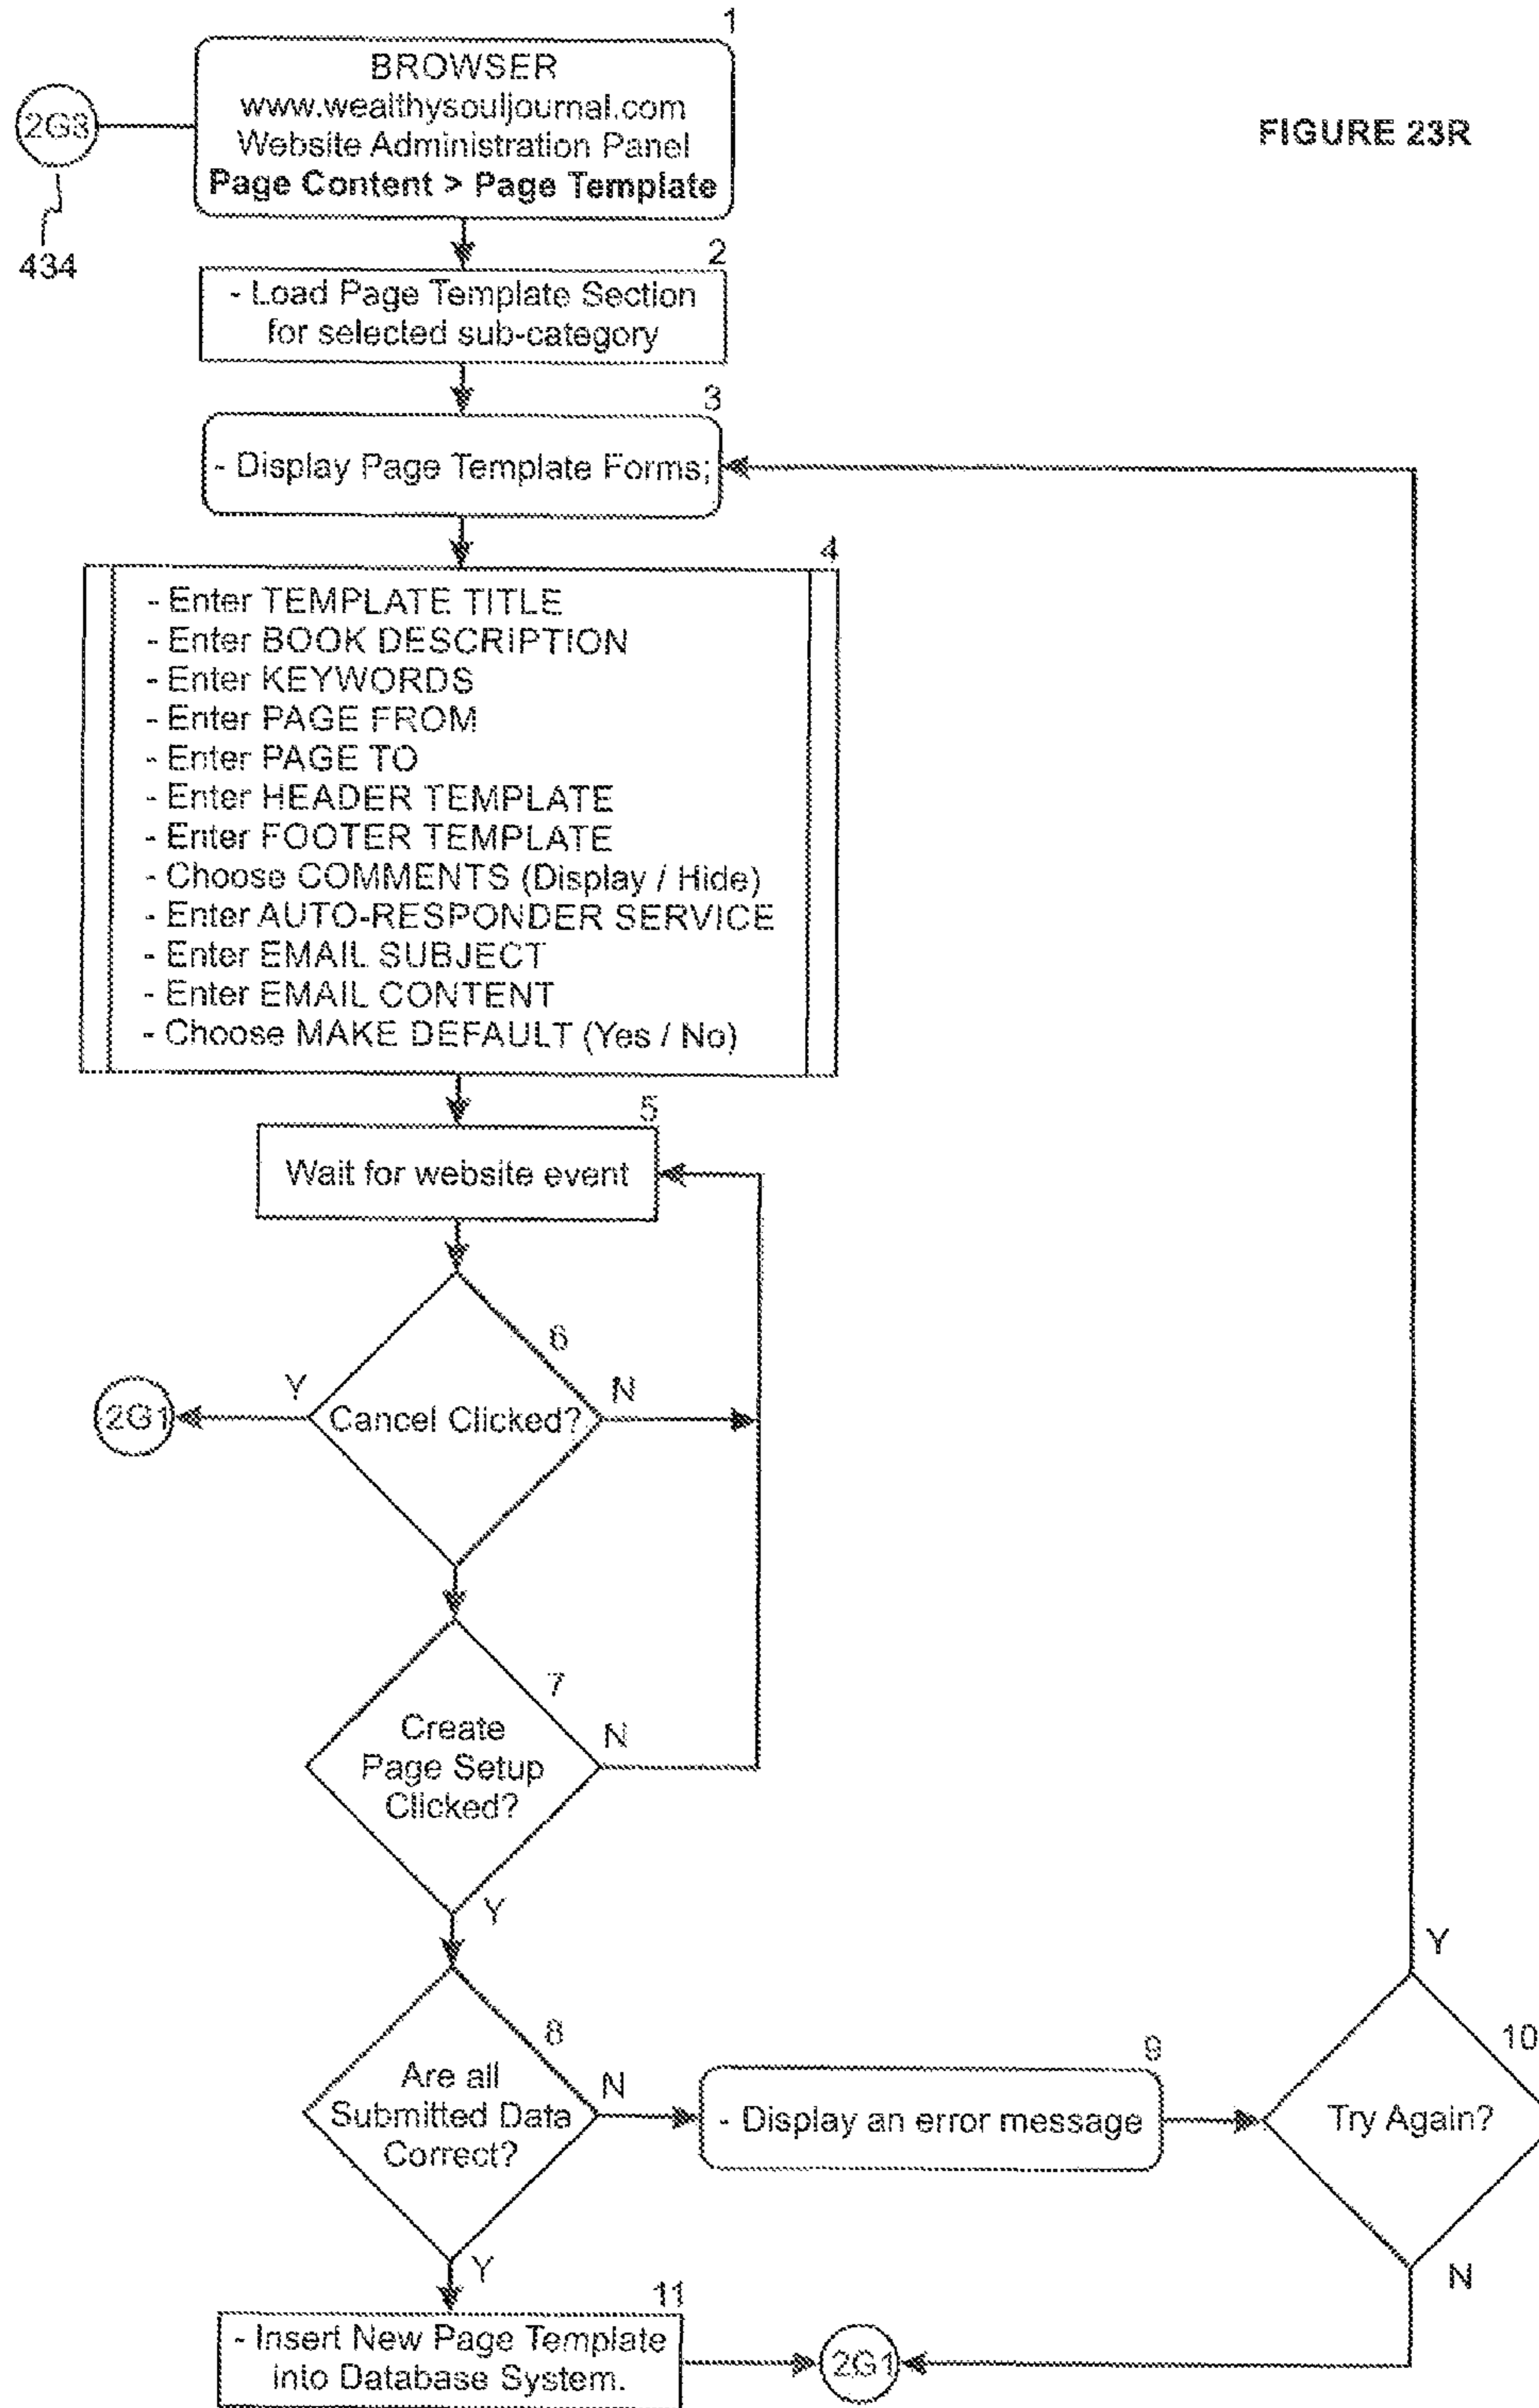 1
BROWSER
www.wealthysouljournal.com
Website Administration Panel
Page Content > Page Template
2G3
434
FIGURE 23R
2
- Load Page Template Section
for selected sub-category
3
- Display Page Template Forms;
4
- Enter TEMPLATE TITLE
- Enter BOOK DESCRIPTION
- Enter KEYWORDS
- Enter PAGE FROM
- Enter PAGE TO
- Enter HEADER TEMPLATE
- Enter FOOTER TEMPLATE
- Choose COMMENTS (Display / Hide)
- Enter AUTO-RESPONDER SERVICE
- Enter EMAIL SUBJECT
- Enter EMAIL CONTENT
- Choose MAKE DEFAULT (Yes / No)
5
Wait for website event
6
Y
N
2G1
Cancel Clicked?
7
N
Create
Page Setup
Clicked?
Y
8
N
Are all
Submitted Data
Correct?
Y
9
- Display an error message
Y
10
Try Again?
N
11
- Insert New Page Template
into Database System.
2G1